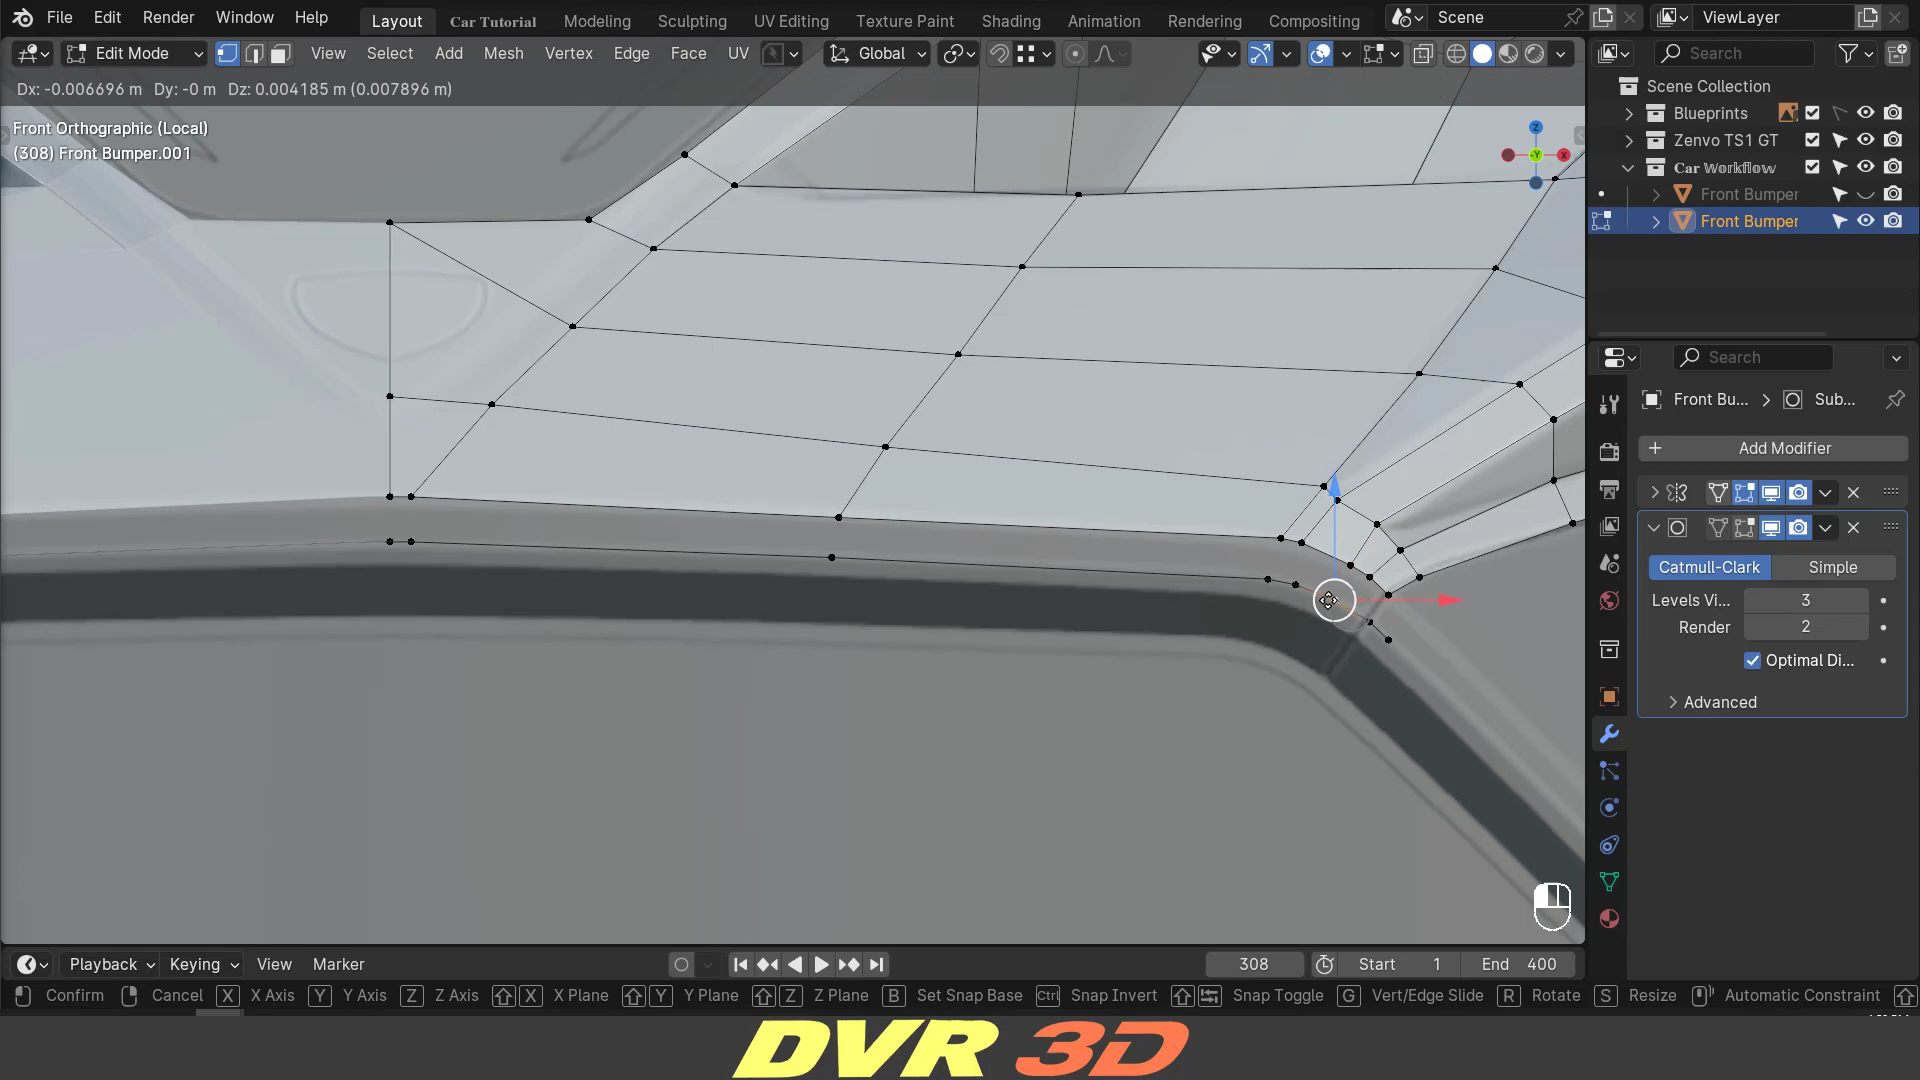 File Edit Render Window Help Layout Car Tutorial Modeling Sculpting UV Editing Texture Paint Shading Animation Rendering Compositing Scene ViewLayer
Edit Mode View Select Add Mesh Vertex Edge Face UV Global Search
Dx: -0.006696 m Dy: -0 m Dz: 0.004185 m (0.007896 m)
Front Orthographic (Local)
(308) Front Bumper.001
Z
-Y
X
Scene Collection
Blueprints
Zenvo TS1 GT
Car Workflow
Front Bumper
Front Bumper
Search
Front Bu... Sub...
Add Modifier
Catmull-Clark Simple
Levels Vi... 3
Render 2
Optimal Di...
Advanced
Playback Keying View Marker 308 Start 1 End 400
Confirm Cancel X X Axis Y Y Axis Z Z Axis X X Plane Y Y Plane Z Z Plane B Set Snap Base Ctrl Snap Invert Snap Toggle G Vert/Edge Slide R Rotate S Resize Automatic Constraint
DVR 3D